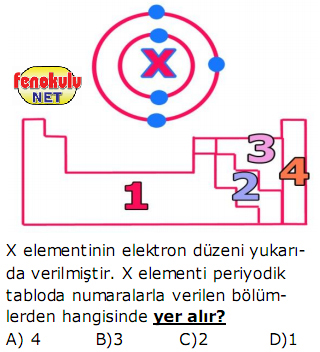 X
fenokulu
NET
3
4
2
1
X elementinin elektron düzeni yukarı-
da verilmiştir. X elementi periyodik
tabloda numaralarla verilen bölüm-
lerden hangisinde yer alır?
A) 4 B)3 C)2 D)1